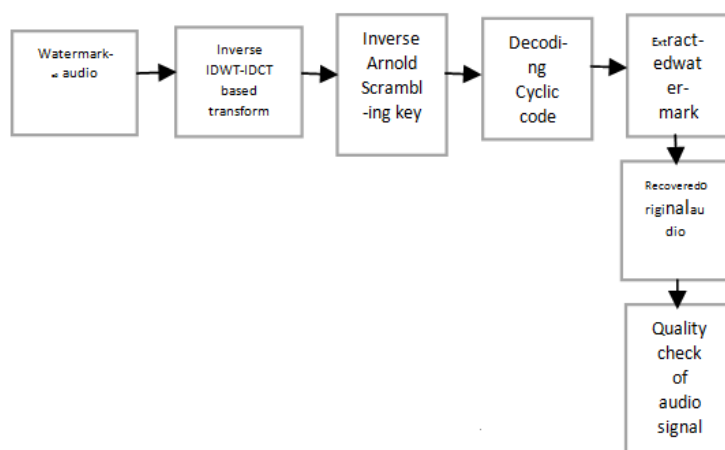 Watermark-
ed audio
Inverse
IDWT-IDCT
based
transform
Inverse
Arnold
Scrambl
-ing key
Decodi-
ng
Cyclic
code
Extract-
edwat
er-
mark
RecoveredO
riginalau
dio
Quality
check
of
audio
signal